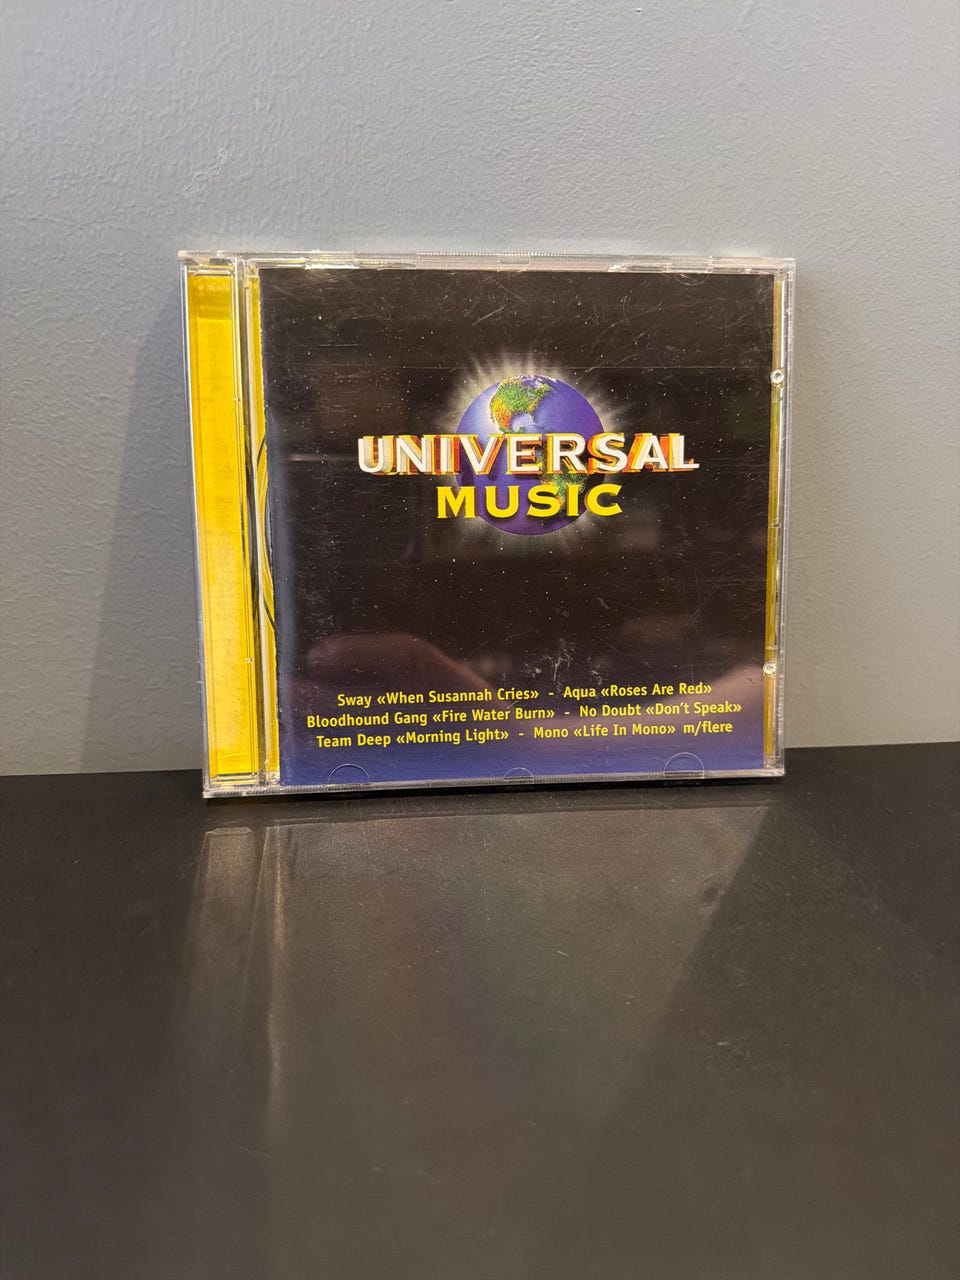 UNIVERSAL
MUSIC
Sway «When Susannah Cries» - Aqua «Roses Are Red»
Bloodhound Gang «Fire Water Burn» - No Doubt «Don't Speak»
Team Deep «Morning Light» - Mono «Life In Mono» m/flere